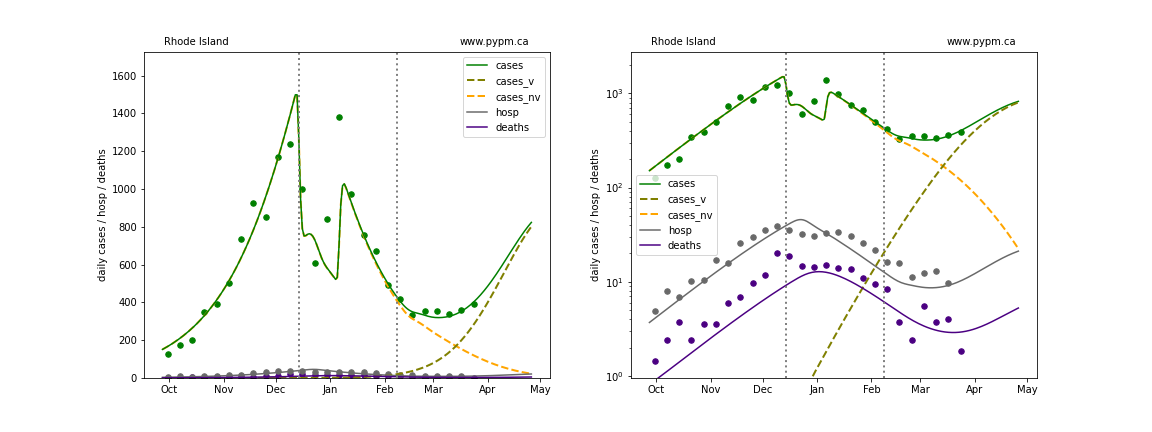 Rhode Island www.pypm.ca
daily cases / hosp / deaths
1600
1400
1200
1000
800
600
400
200
0
cases
cases_v
cases_nv
hosp
deaths
Oct Nov Dec Jan Feb Mar Apr May
Rhode Island www.pypm.ca
daily cases / hosp / deaths
10³
10²
10¹
10⁰
cases
cases_v
cases_nv
hosp
deaths
Oct Nov Dec Jan Feb Mar Apr May